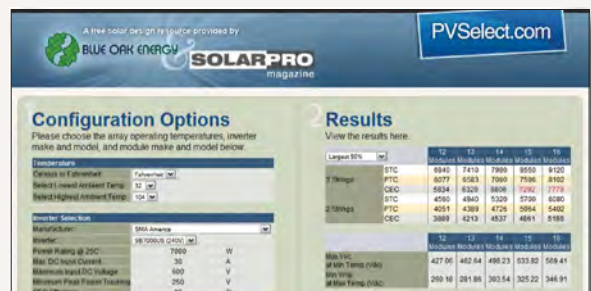 A free solar design resource provided by
BLUE OAK ENERGY & SOLARPRO
magazine
PVSelect.com
Configuration Options
Please choose the array operating temperatures, inverter
make and model, and module make and model below.
Temperature
Celsius or Fahrenheit: Fahrenheit
Select Lowest Ambient Temp: 32
Select Highest Ambient Temp: 104
Inverter Selection
Manufacturer: SMA America
Inverter: SB7000US (240V)
Power Rating @ 25C 7000 W
Max DC Input Current 30 A
Maximum Input DC Voltage 600 V
Minimum Peak Power Tracking 250 V
2 Results
View the results here.
Largest 50%
12 13 14 15 16
Modules Modules Modules Modules Modules
3 Strings
STC 6840 7410 7980 8550 9120
PTC 6077 6583 7090 7596 8102
CEC 5834 6320 6806 7292 7778
2 Strings
STC 4560 4940 5320 5700 6080
PTC 4051 4389 4726 5064 5402
CEC 3889 4213 4537 4861 5185
12 13 14 15 16
Modules Modules Modules Modules Modules
Max Voc
at Min Temp (Vdc) 427.06 462.64 498.23 533.82 569.41
Min Vmp
at Max Temp (Vdc) 260.18 281.86 303.54 325.22 346.91